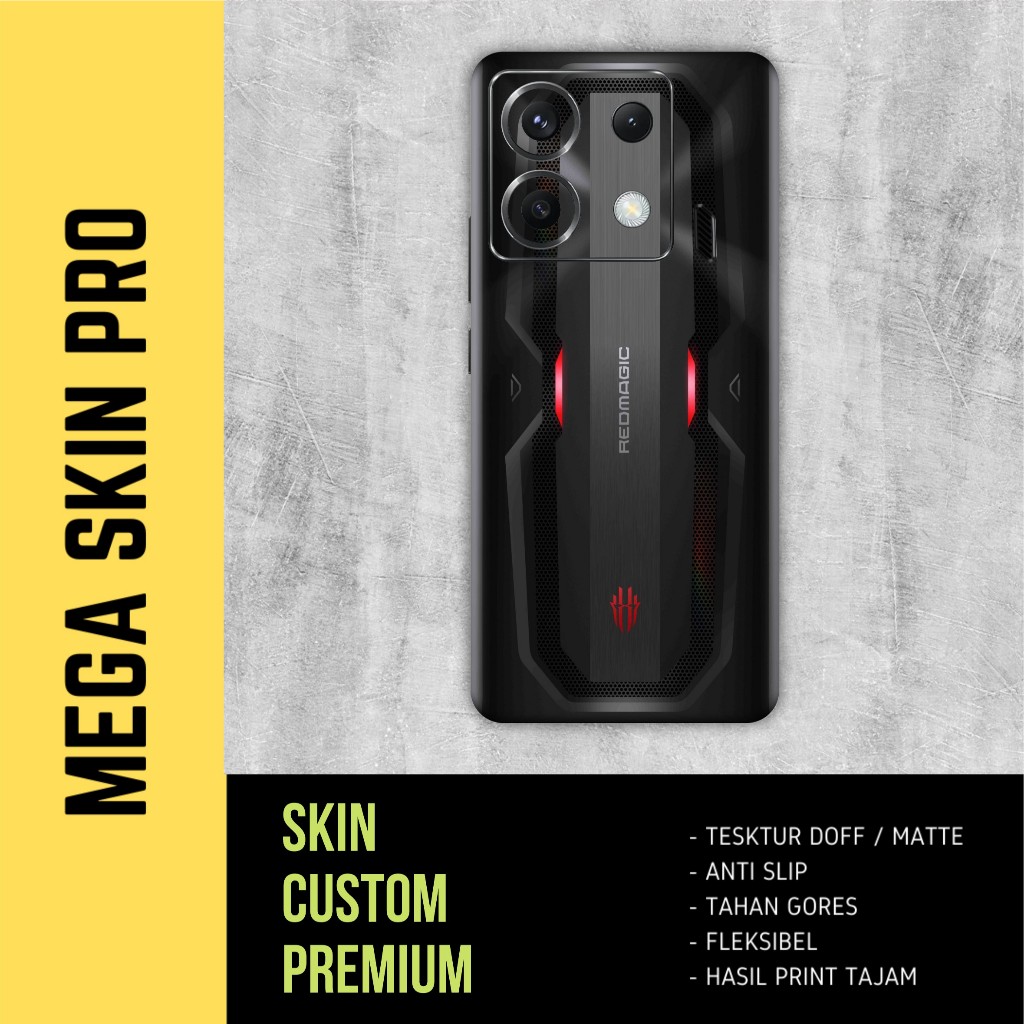 MEGA SKIN PRO
REDMAGIC
SKIN
CUSTOM
PREMIUM
- TESKTUR DOFF / MATTE
- ANTI SLIP
- TAHAN GORES
- FLEKSIBEL
- HASIL PRINT TAJAM